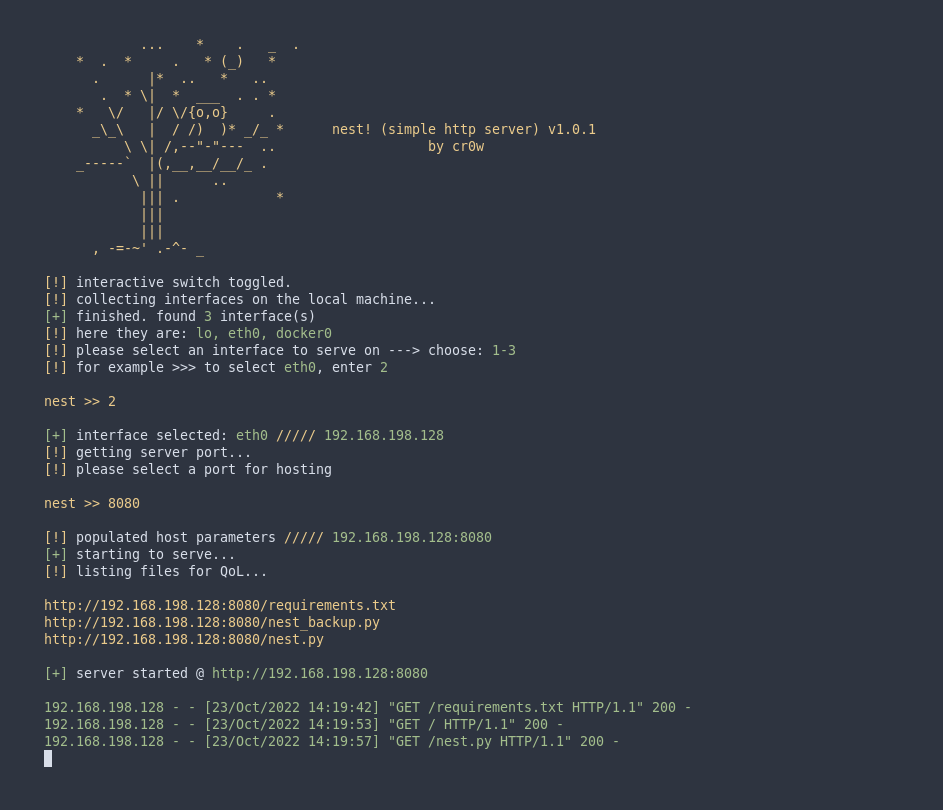 ...    *    .   _  .
    *  .  *     .   * (_)   *
      .      |*  ..   *   ..
       .  * \|  *  ___  . . *
    *   \/   |/ \/{o,o}     .
      _\_\   |  / /)  )* _/_ *      nest! (simple http server) v1.0.1
          \ \| /,--"-"---  ..                   by cr0w
    _-----`  |(,__,__/__/_ .
           \ ||      ..
            ||| .            *
            |||
            |||
      , -=-~' .-^- _
[!] interactive switch toggled.
[!] collecting interfaces on the local machine...
[+] finished. found 3 interface(s)
[!] here they are: lo, eth0, docker0
[!] please select an interface to serve on ---> choose: 1-3
[!] for example >>> to select eth0, enter 2
nest >> 2
[+] interface selected: eth0 ///// 192.168.198.128
[!] getting server port...
[!] please select a port for hosting
nest >> 8080
[!] populated host parameters ///// 192.168.198.128:8080
[+] starting to serve...
[!] listing files for QoL...
http://192.168.198.128:8080/requirements.txt
http://192.168.198.128:8080/nest_backup.py
http://192.168.198.128:8080/nest.py
[+] server started @ http://192.168.198.128:8080
192.168.198.128 - - [23/Oct/2022 14:19:42] "GET /requirements.txt HTTP/1.1" 200 -
192.168.198.128 - - [23/Oct/2022 14:19:53] "GET / HTTP/1.1" 200 -
192.168.198.128 - - [23/Oct/2022 14:19:57] "GET /nest.py HTTP/1.1" 200 -